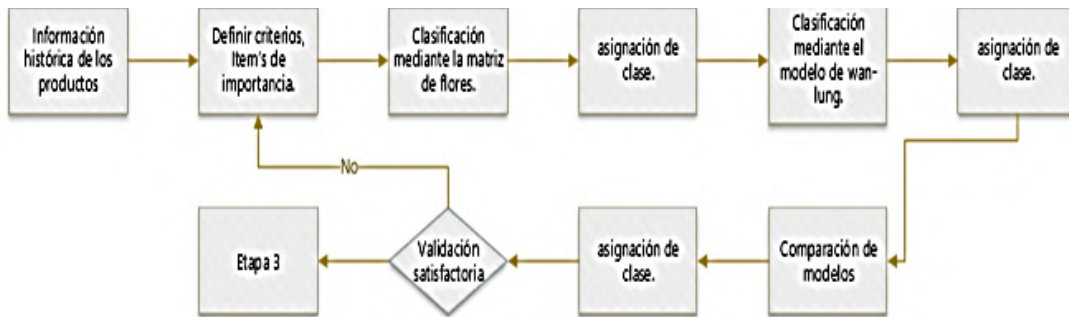 Información
histórica de los
productos
Definir criterios,
Item's de
importancia.
Clasificación
mediante la matriz
de flores.
asignación de
clase.
Clasificación
mediante el
modelo de wan-
lung.
asignación de
clase.
No
Etapa 3
Validación
satisfactoria
asignación de
clase.
Comparación de
modelos